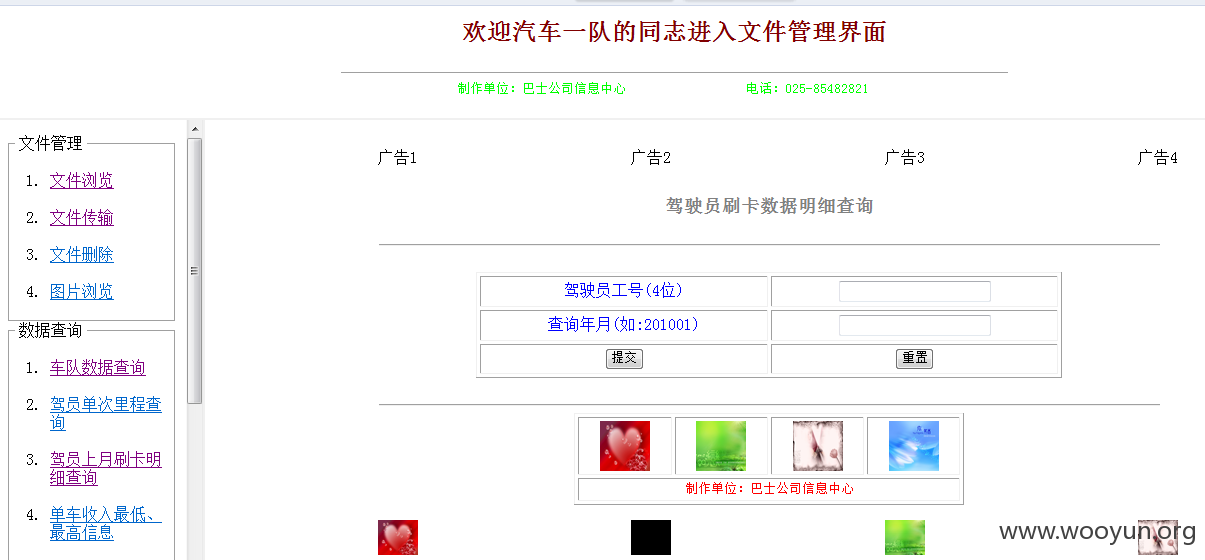 欢迎汽车一队的同志进入文件管理界面
制作单位：巴士公司信息中心 电话：025-85482821
文件管理
1. 文件浏览
2. 文件传输
3. 文件删除
4. 图片浏览
数据查询
1. 车队数据查询
2. 驾员单次里程查
询
3. 驾员上月刷卡明
细查询
4. 单车收入最低、
最高信息
广告1 广告2 广告3 广告4
驾驶员刷卡数据明细查询
驾驶员工号(4位)
查询年月(如:201001)
提交 重置
制作单位：巴士公司信息中心
www.wooyun.org